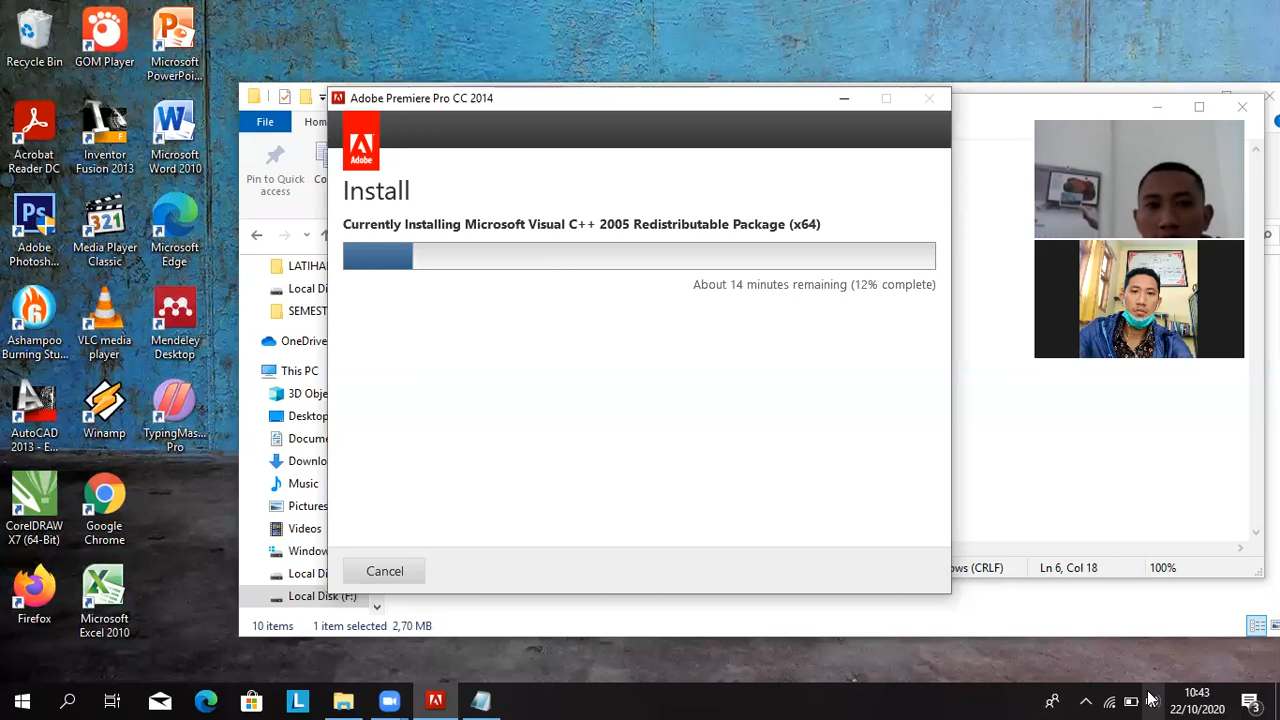 Recycle Bin
GOM Player
Microsoft
PowerPoi...
Acrobat
Reader DC
Inventor
Fusion 2013
Microsoft
Word 2010
Adobe
Photosh...
Media Player
Classic
Microsoft
Edge
Ashampoo
Burning Stu...
VLC media
player
Mendeley
Desktop
AutoCAD
2013 - E...
Winamp
TypingMas...
Pro
CorelDRAW
X7 (64-Bit)
Google
Chrome
Firefox
Microsoft
Excel 2010
File
Hom
Pin to Quick
access
Co
LATIHA
Local Di
SEMEST
OneDrive
This PC
3D Obje
Desktop
Docume
Downlo
Music
Pictures
Videos
Window
Local Di
Local Disk (F:)
10 items
1 item selected 2,70 MB
Adobe Premiere Pro CC 2014
Adobe
Install
Currently Installing Microsoft Visual C++ 2005 Redistributable Package (x64)
About 14 minutes remaining (12% complete)
Cancel
ows (CRLF)
Ln 6, Col 18
100%
10:43
22/10/2020
3